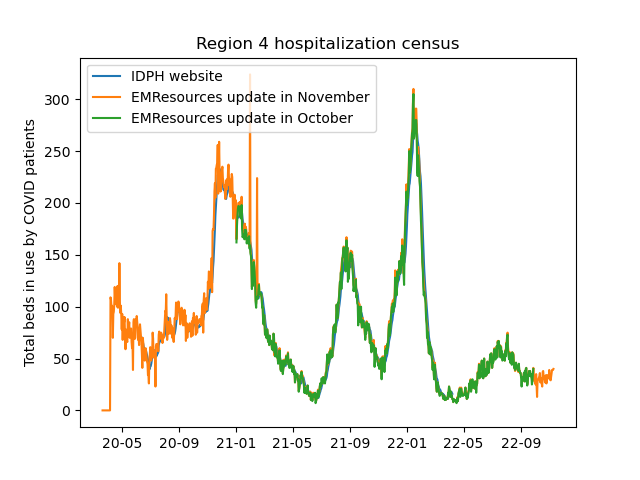 Region 4 hospitalization census
IDPH website
EMResources update in November
EMResources update in October
Total beds in use by COVID patients
300
250
200
150
100
50
0
20-05 20-09 21-01 21-05 21-09 22-01 22-05 22-09